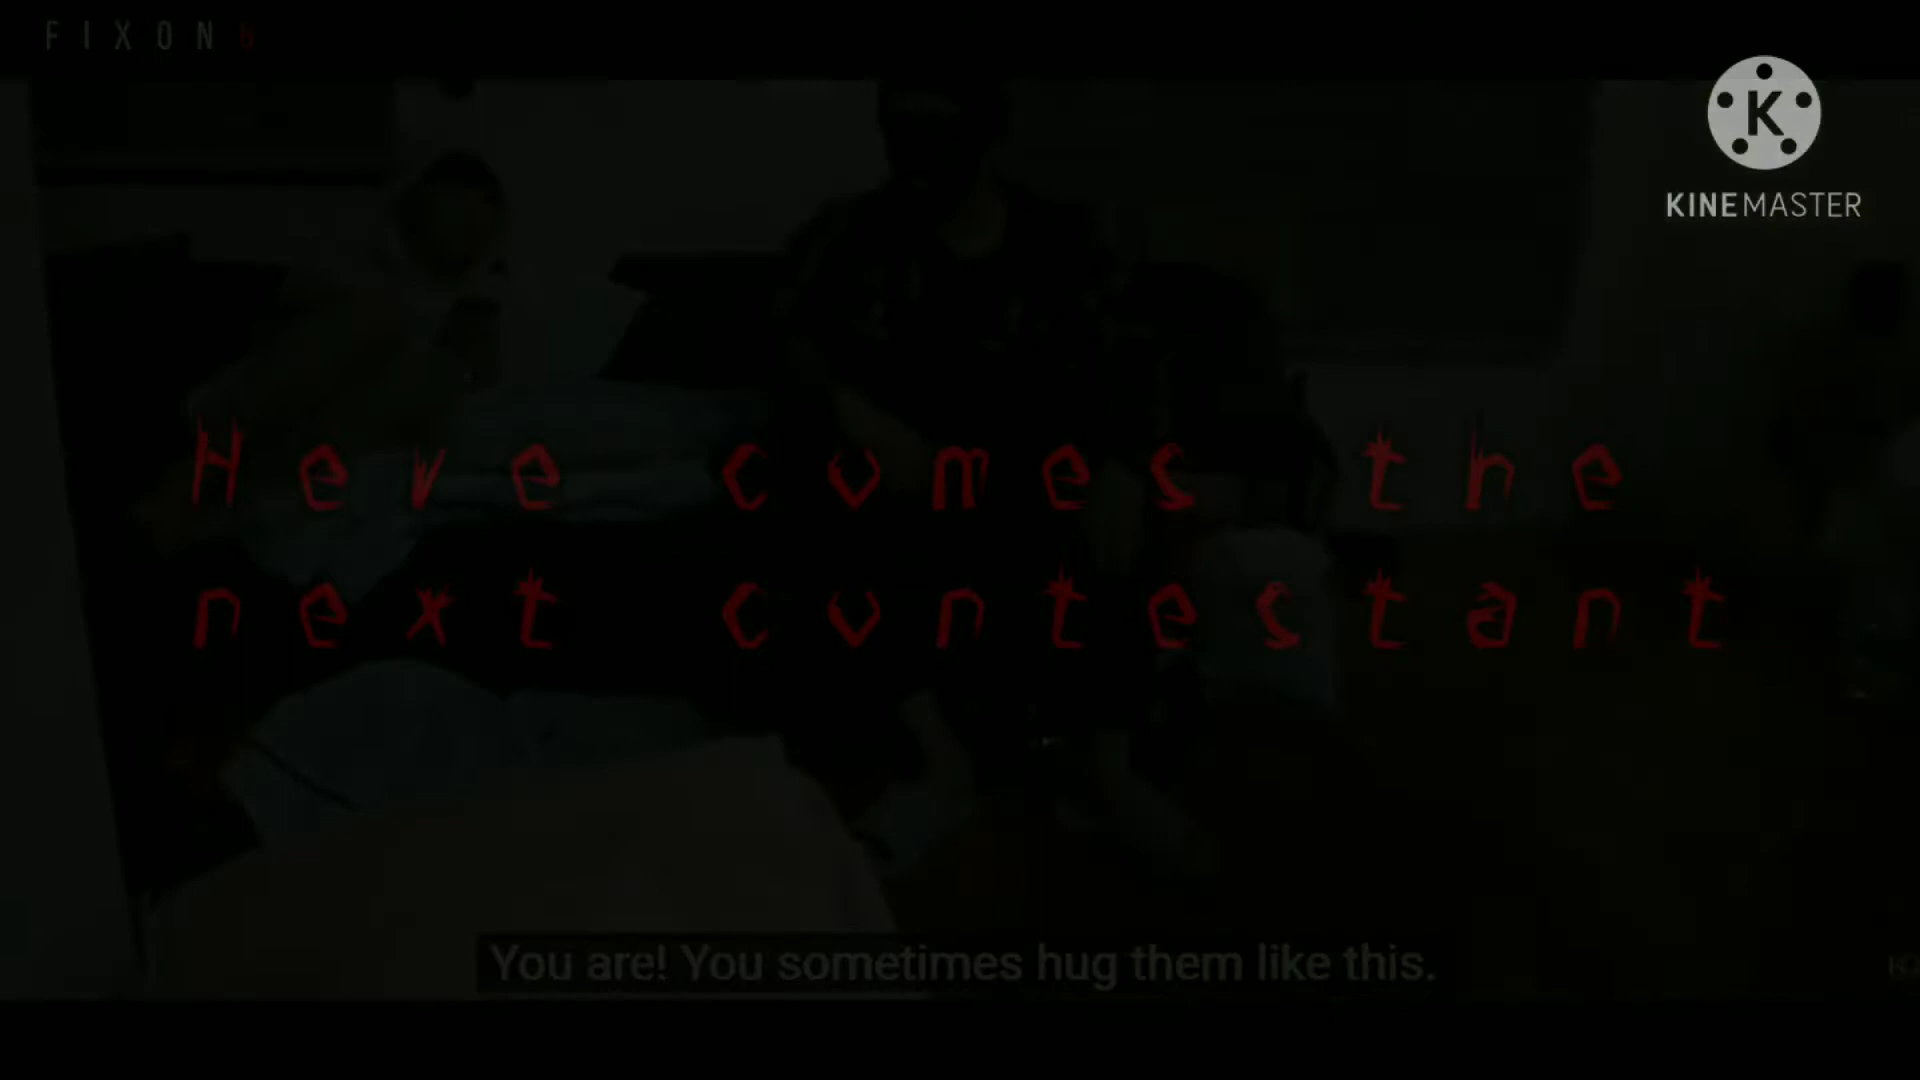 FIXON
KINEMASTER
Here comes the
next contestant
You are! You sometimes hug them like this.